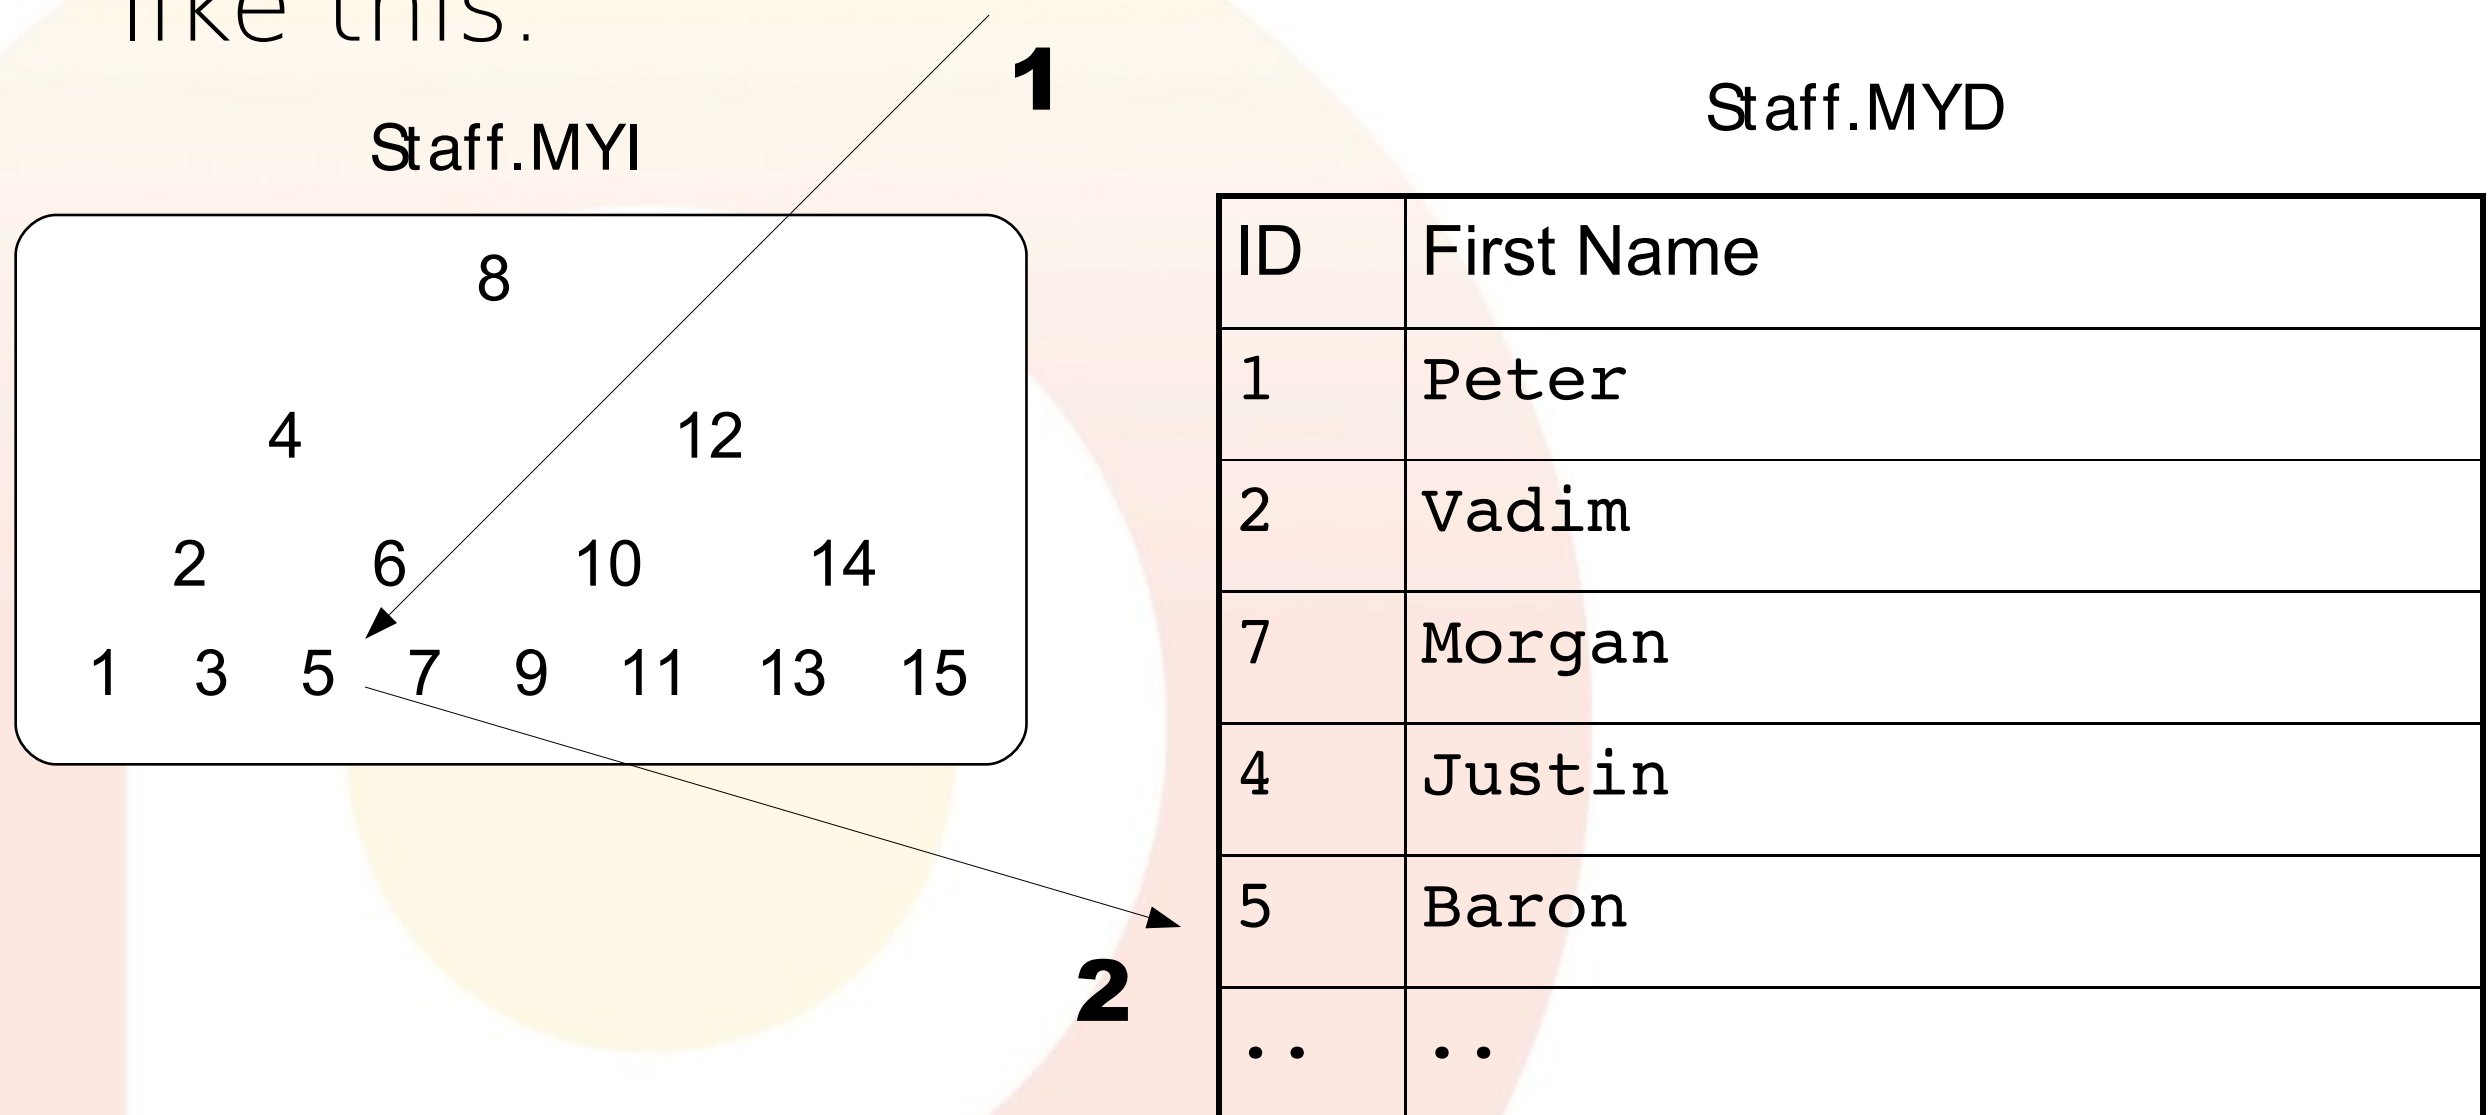 like this:
1
Staff.MYI
Staff.MYD
8
4 12
2 6 10 14
1 3 5 7 9 11 13 15
2
ID First Name
1 Peter
2 Vadim
7 Morgan
4 Justin
5 Baron
.. ..